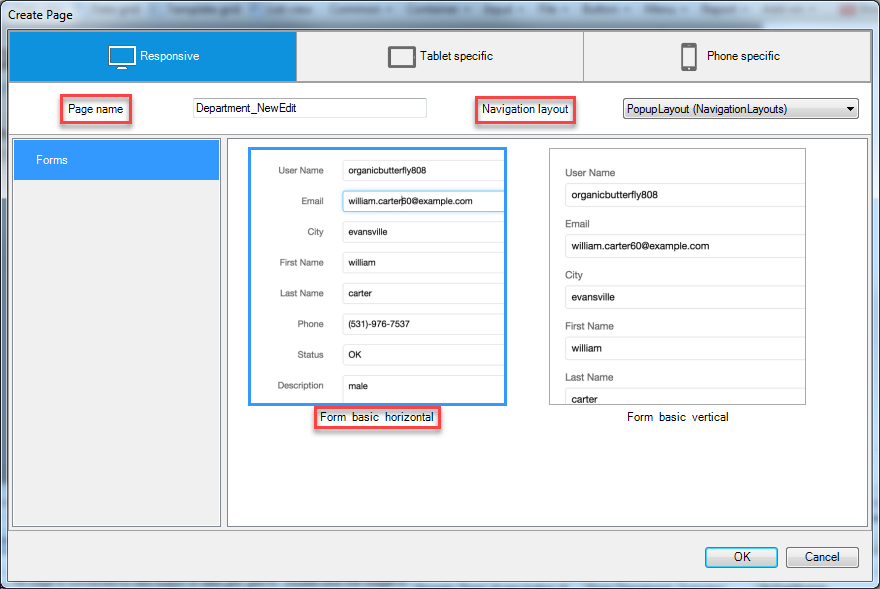 Create Page
Responsive
Tablet specific
Phone specific
Page name
Department_NewEdit
Navigation layout
PopupLayout (NavigationLayouts)
Forms
User Name
organicbutterfly808
Email
william.carter60@example.com
City
evansville
First Name
william
Last Name
carter
Phone
(531)-976-7537
Status
OK
Description
male
Form basic horizontal
User Name
organicbutterfly808
Email
william.carter60@example.com
City
evansville
First Name
william
Last Name
carter
Form basic vertical
OK
Cancel